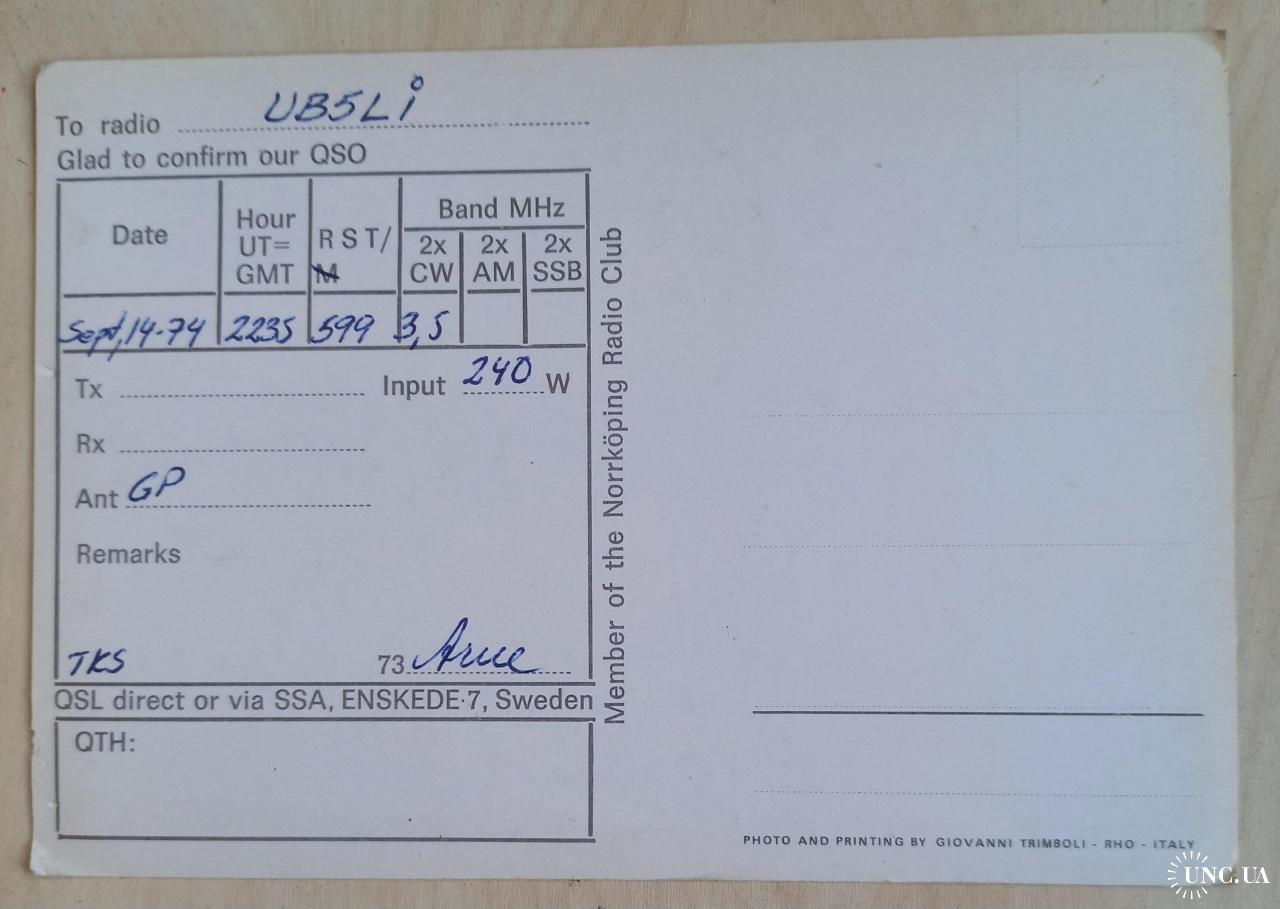 To radio UB5Li
Glad to confirm our QSO
Date
Hour
UT=
GMT
R S T/
M
Band MHz
2x
CW
2x
AM
2x
SSB
Sept, 14-74 2235 599 3,5
Tx Input 240 W
Rx
Ant GP
Remarks
TKS 73 Arne
QSL direct or via SSA, ENSKEDE·7, Sweden
QTH:
Member of the Norrköping Radio Club
PHOTO AND PRINTING BY GIOVANNI TRIMBOLI - RHO - ITALY
UNC.UA